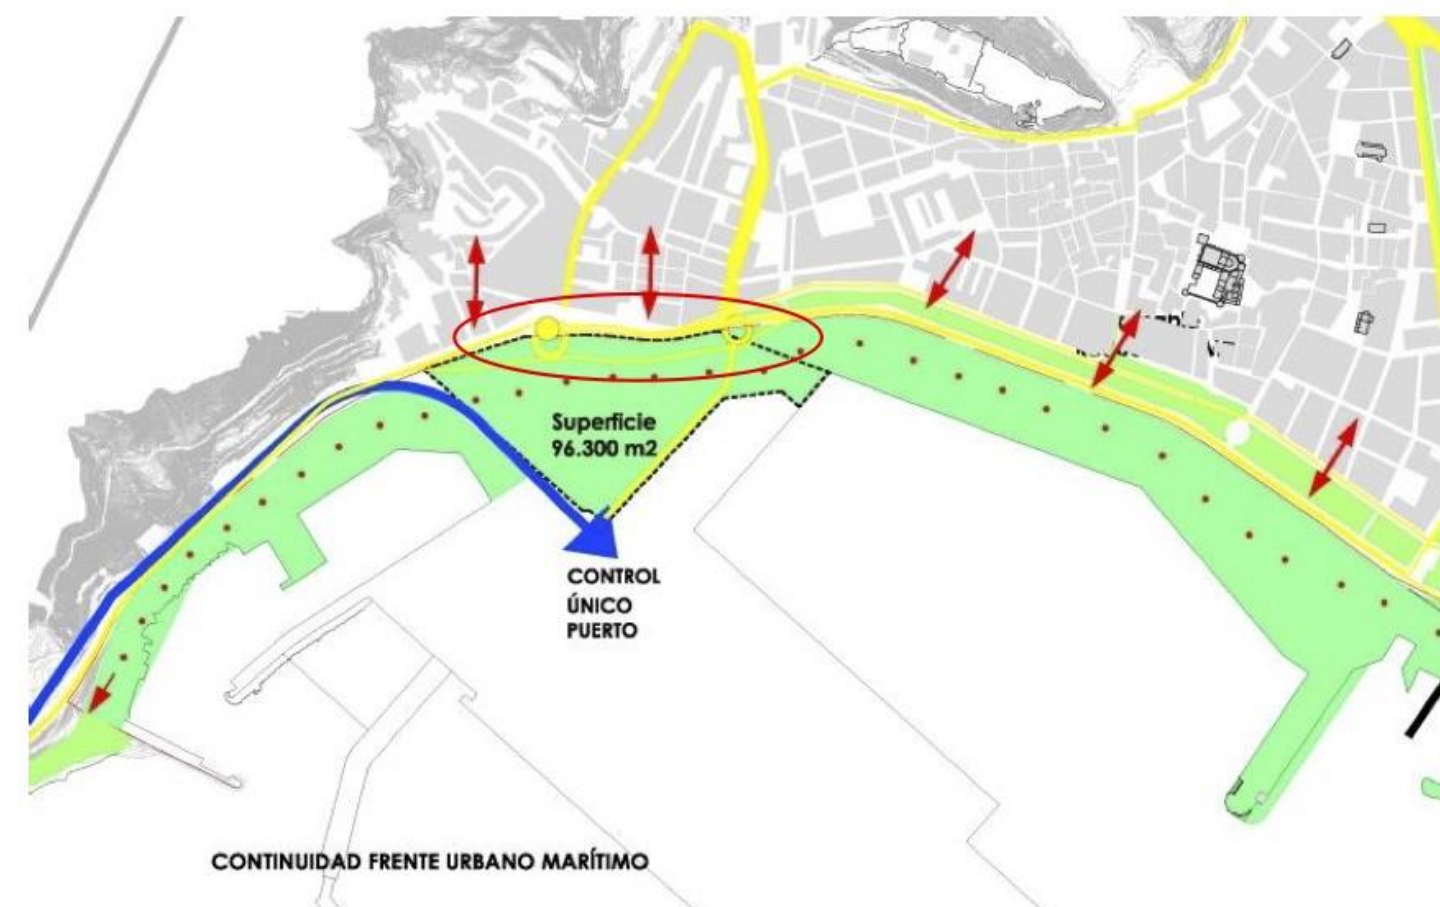 Superficie
96.300 m2
CONTROL
ÚNICO
PUERTO
CONTINUIDAD FRENTE URBANO MARÍTIMO